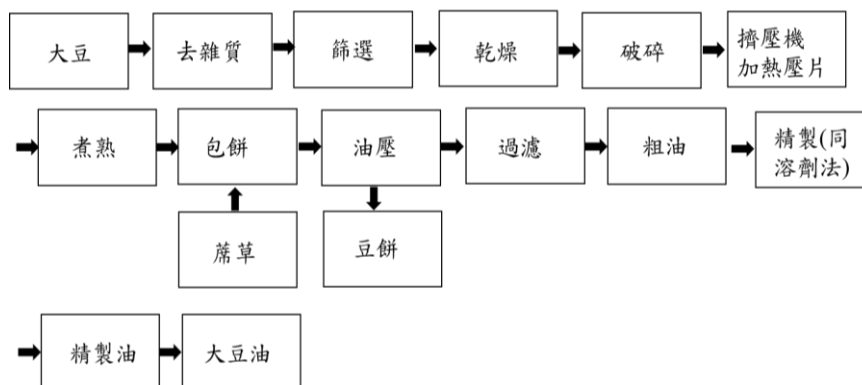 大豆
去雜質
篩選
乾燥
破碎
擠壓機
加熱壓片
煮熟
包餅
油壓
過濾
粗油
精製(同
溶劑法)
蓆草
豆餅
精製油
大豆油